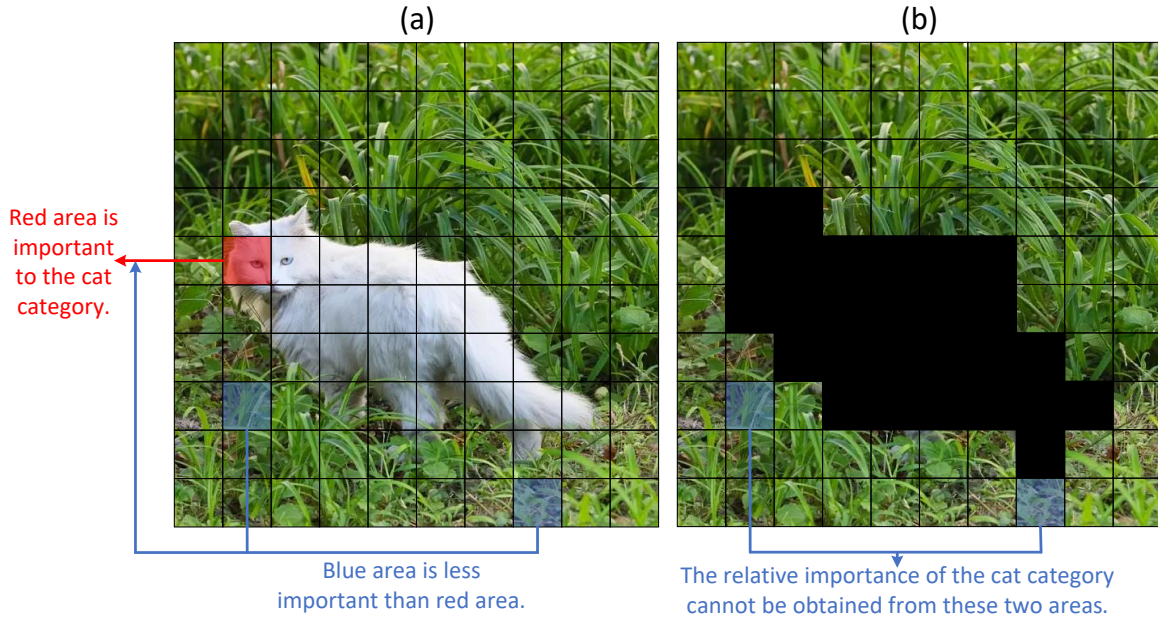 (a)
(b)
Red area is
important
to the cat
category.
Blue area is less
important than red area.
The relative importance of the cat category
cannot be obtained from these two areas.